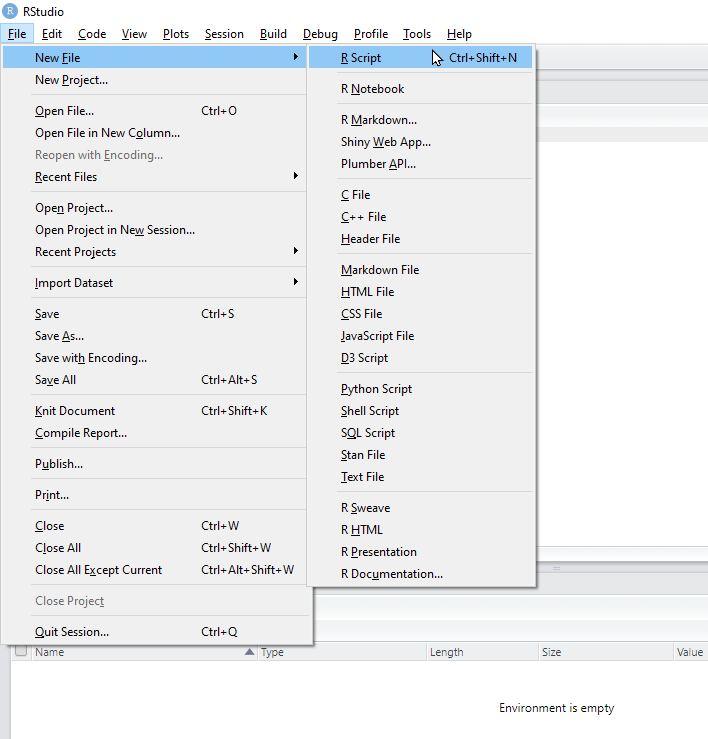 R RStudio
File Edit Code View Plots Session Build Debug Profile Tools Help
New File
New Project...
Open File... Ctrl+O
Open File in New Column...
Reopen with Encoding...
Recent Files
Open Project...
Open Project in New Session...
Recent Projects
Import Dataset
Save Ctrl+S
Save As...
Save with Encoding...
Save All Ctrl+Alt+S
Knit Document Ctrl+Shift+K
Compile Report...
Publish...
Print...
Close Ctrl+W
Close All Ctrl+Shift+W
Close All Except Current Ctrl+Alt+Shift+W
Close Project
Quit Session... Ctrl+Q
R Script Ctrl+Shift+N
R Notebook
R Markdown...
Shiny Web App...
Plumber API...
C File
C++ File
Header File
Markdown File
HTML File
CSS File
JavaScript File
D3 Script
Python Script
Shell Script
SQL Script
Stan File
Text File
R Sweave
R HTML
R Presentation
R Documentation...
Name Type Length Size Value
Environment is empty